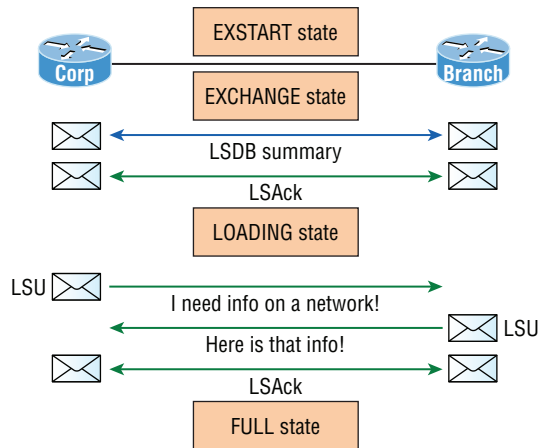 EXSTART state
Corp
Branch
EXCHANGE state
LSDB summary
LSAck
LOADING state
LSU
I need info on a network!
LSU
Here is that info!
LSAck
FULL state